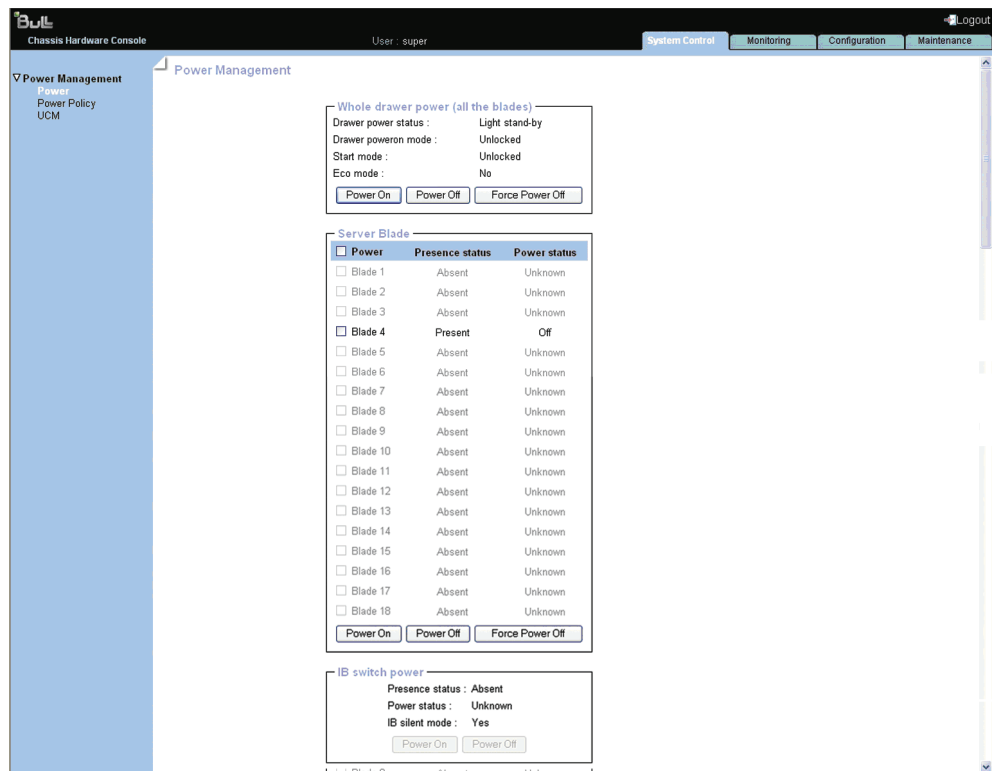 Bull
Logout
Chassis Hardware Console
User : super
System Control
Monitoring
Configuration
Maintenance
Power Management
Power
Power Policy
UCM
Power Management
Whole drawer power (all the blades)
Drawer power status : Light stand-by
Drawer poweron mode : Unlocked
Start mode : Unlocked
Eco mode : No
Power On Power Off Force Power Off
Server Blade
Power Presence status Power status
Blade 1 Absent Unknown
Blade 2 Absent Unknown
Blade 3 Absent Unknown
Blade 4 Present Off
Blade 5 Absent Unknown
Blade 6 Absent Unknown
Blade 7 Absent Unknown
Blade 8 Absent Unknown
Blade 9 Absent Unknown
Blade 10 Absent Unknown
Blade 11 Absent Unknown
Blade 12 Absent Unknown
Blade 13 Absent Unknown
Blade 14 Absent Unknown
Blade 15 Absent Unknown
Blade 16 Absent Unknown
Blade 17 Absent Unknown
Blade 18 Absent Unknown
Power On Power Off Force Power Off
IB switch power
Presence status : Absent
Power status : Unknown
IB silent mode : Yes
Power On Power Off